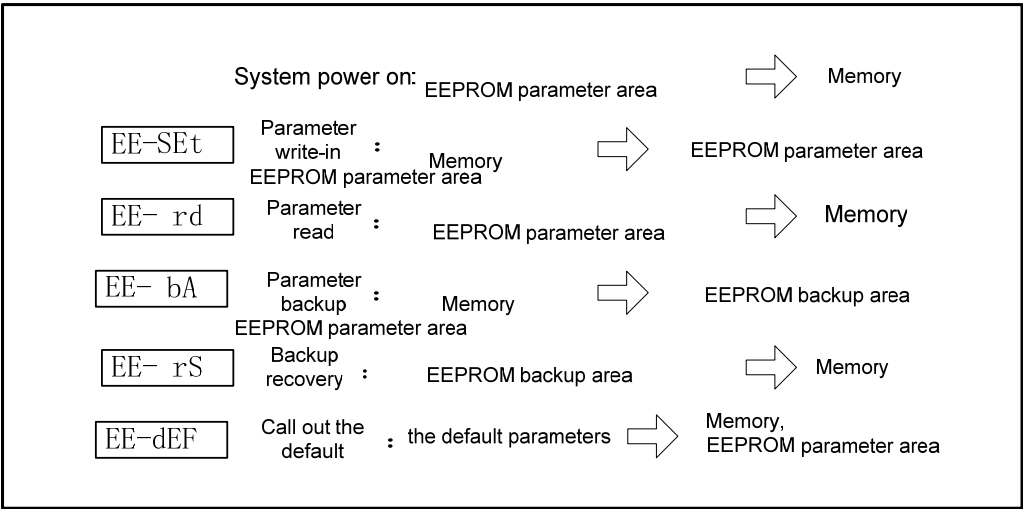 System power on: EEPROM parameter area Memory
EE-SEt Parameter write-in : Memory EEPROM parameter area
EEPROM parameter area
EE- rd Parameter read : EEPROM parameter area Memory
EE- bA Parameter backup : Memory EEPROM backup area
EEPROM parameter area
EE- rS Backup recovery : EEPROM backup area Memory
EE-dEF Call out the default : the default parameters Memory, EEPROM parameter area